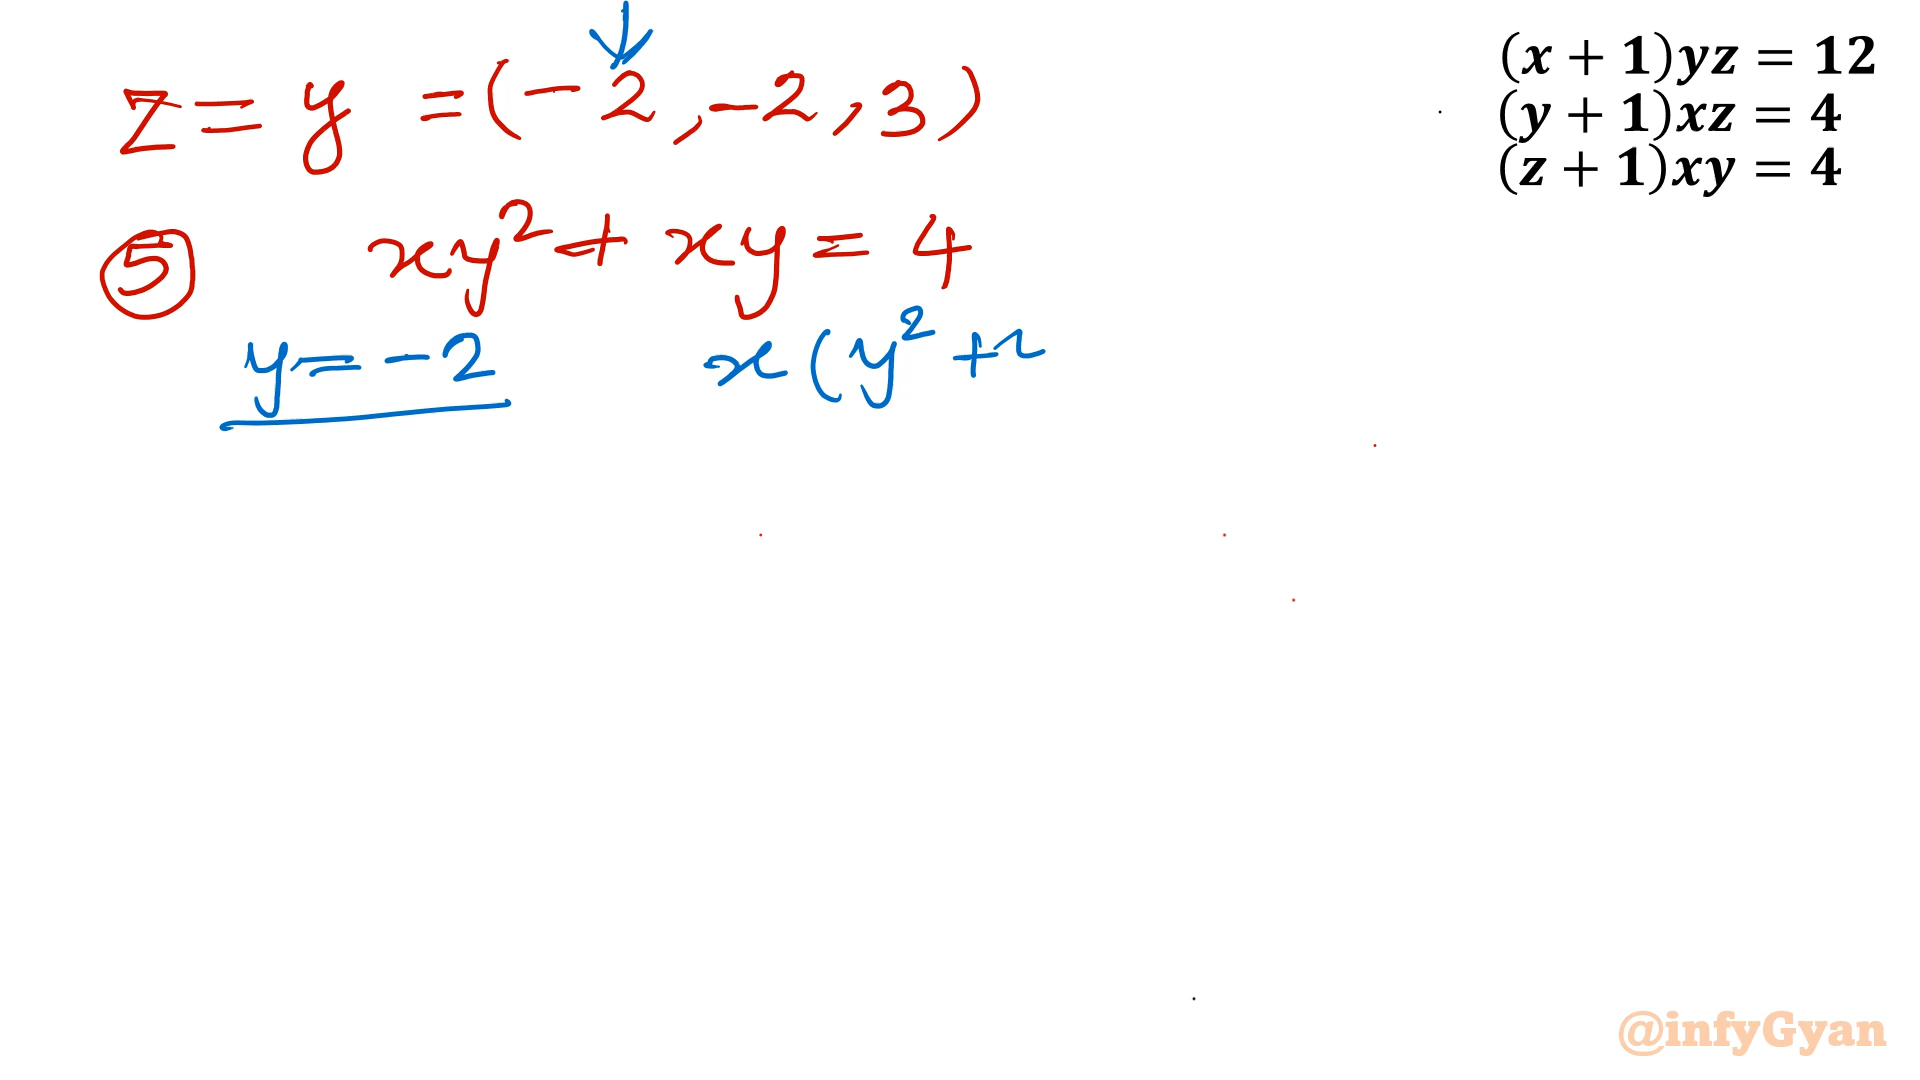 z = y = (-2, -2, 3)
(x + 1)yz = 12
(y + 1)xz = 4
(z + 1)xy = 4
⑤ xy² + xy = 4
y = -2 x(y² +
@infyGyan